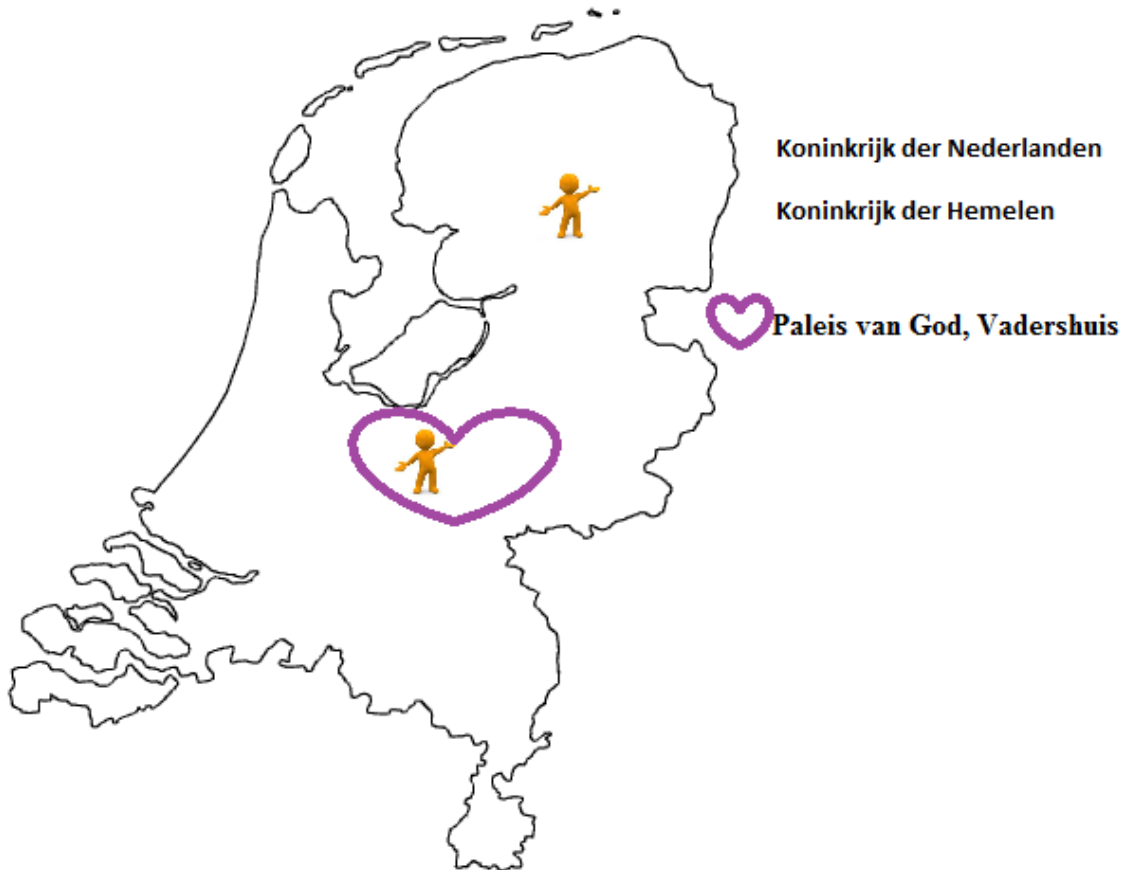 Koninkrijk der Nederlanden
Koninkrijk der Hemelen
Paleis van God, Vadershuis